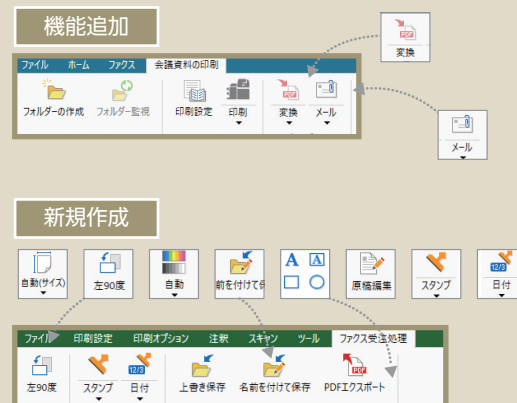 機能追加
変換
ファイル ホーム ファクス 会議資料の印刷
フォルダーの作成 フォルダー監視 印刷設定 印刷 変換 メール
メール
新規作成
自動(サイズ) 左90度 自動 前を付けて A A 原稿編集 スタンプ 日付
ファイル 印刷設定 印刷オプション 注釈 スキャン ツール ファクス受注処理
左90度 スタンプ 日付 上書き保存 名前を付けて保存 PDFエクスポート